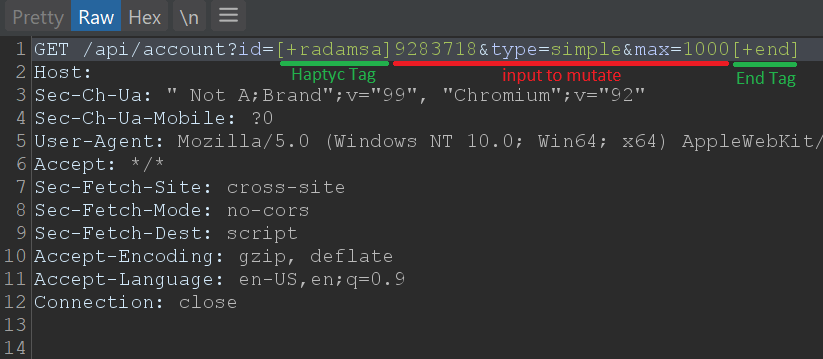 Pretty Raw Hex \n
1 GET /api/account?id=[+radamsa]9283718&type=simple&max=1000[+end]
Haptyc Tag input to mutate End Tag
2 Host:
3 Sec-Ch-Ua: " Not A;Brand";v="99", "Chromium";v="92"
4 Sec-Ch-Ua-Mobile: ?0
5 User-Agent: Mozilla/5.0 (Windows NT 10.0; Win64; x64) AppleWebKit/
6 Accept: */*
7 Sec-Fetch-Site: cross-site
8 Sec-Fetch-Mode: no-cors
9 Sec-Fetch-Dest: script
10 Accept-Encoding: gzip, deflate
11 Accept-Language: en-US,en;q=0.9
12 Connection: close
13
14